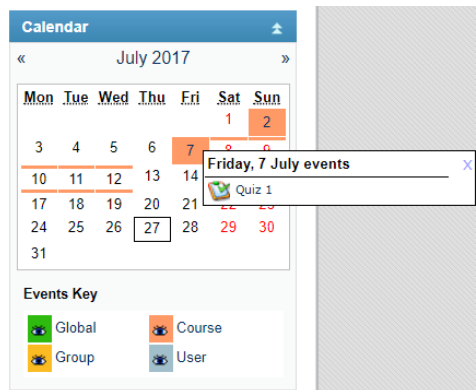 Calendar
« July 2017 »
Mon Tue Wed Thu Fri Sat Sun
1 2
3 4 5 6 7 8 9
Friday, 7 July events X
10 11 12 13 14
Quiz 1
17 18 19 20 21 22 23
24 25 26 27 28 29 30
31
Events Key
Global Course
Group User